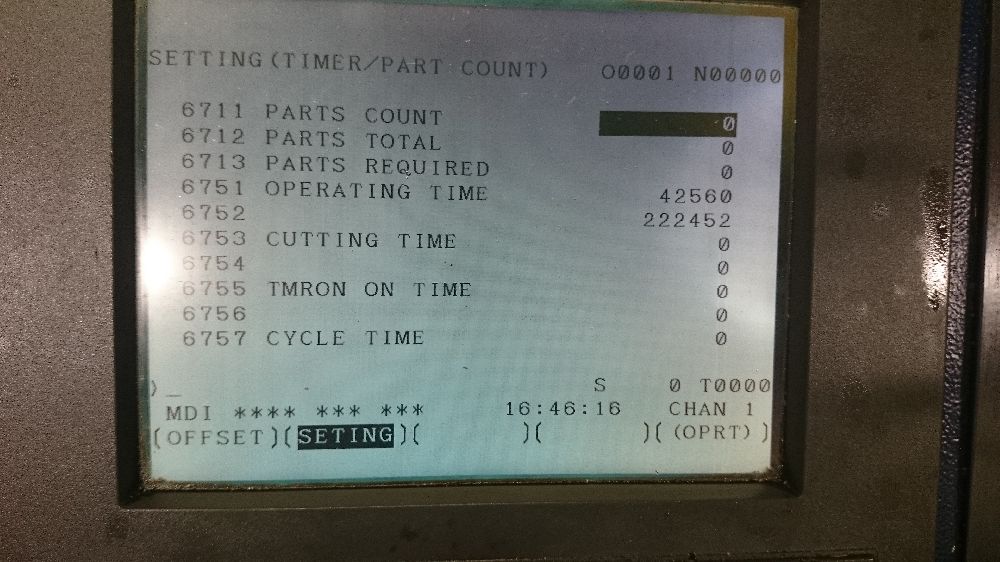 SETTING(TIMER/PART COUNT) O0001 N00000
6711 PARTS COUNT 0
6712 PARTS TOTAL 0
6713 PARTS REQUIRED 0
6751 OPERATING TIME 42560
6752 222452
6753 CUTTING TIME 0
6754 0
6755 TMRON ON TIME 0
6756 0
6757 CYCLE TIME 0
)_ S 0 T0000
MDI **** *** *** 16:46:16 CHAN 1
(OFFSET)(SETING)( )( )((OPRT))